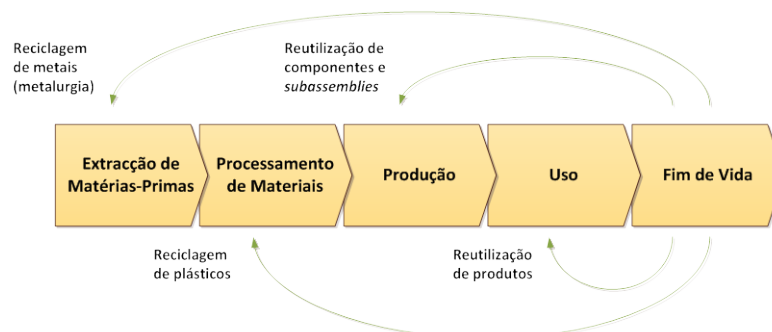 Reciclagem
de metais
(metalurgia)
Reutilização de
componentes e
subassemblies
Extracção de
Matérias-Primas
Processamento
de Materiais
Produção
Uso
Fim de Vida
Reciclagem
de plásticos
Reutilização
de produtos